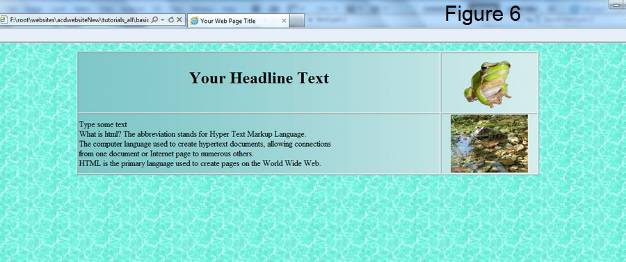 Figure 6
F:\root\websites\acdwebsiteNew\tutorials_all\basic
Your Web Page Title
Your Headline Text
Type some text
What is html? The abbreviation stands for Hyper Text Markup Language.
The computer language used to create hypertext documents, allowing connections
from one document or Internet page to numerous others.
HTML is the primary language used to create pages on the World Wide Web.